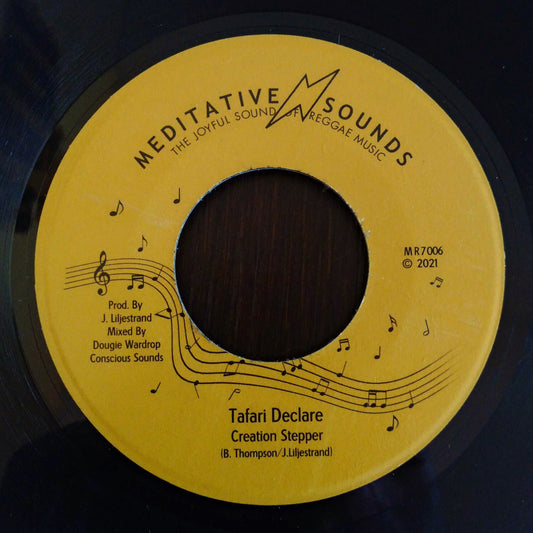 MEDITATIVE SOUNDS
THE JOYFUL SOUND OF REGGAE MUSIC
MR7006
© 2021
Prod. By
J. Liljestrand
Mixed By
Dougie Wardrop
Conscious Sounds
Tafari Declare
Creation Stepper
(B. Thompson/J.Liljestrand)